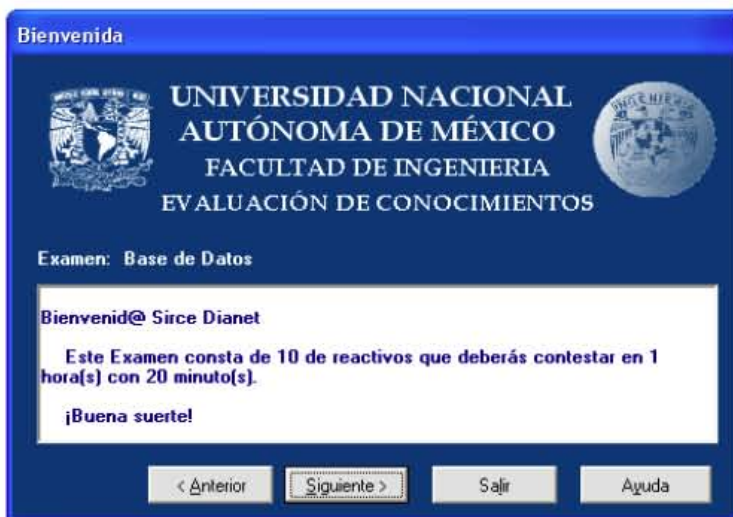 Bienvenida
UNIVERSIDAD NACIONAL
AUTÓNOMA DE MÉXICO
FACULTAD DE INGENIERIA
EVALUACIÓN DE CONOCIMIENTOS
Examen: Base de Datos
Bienvenid@ Sirce Dianet
Este Examen consta de 10 de reactivos que deberás contestar en 1
hora(s) con 20 minuto(s).
¡Buena suerte!
< Anterior
Siguiente >
Salir
Ayuda